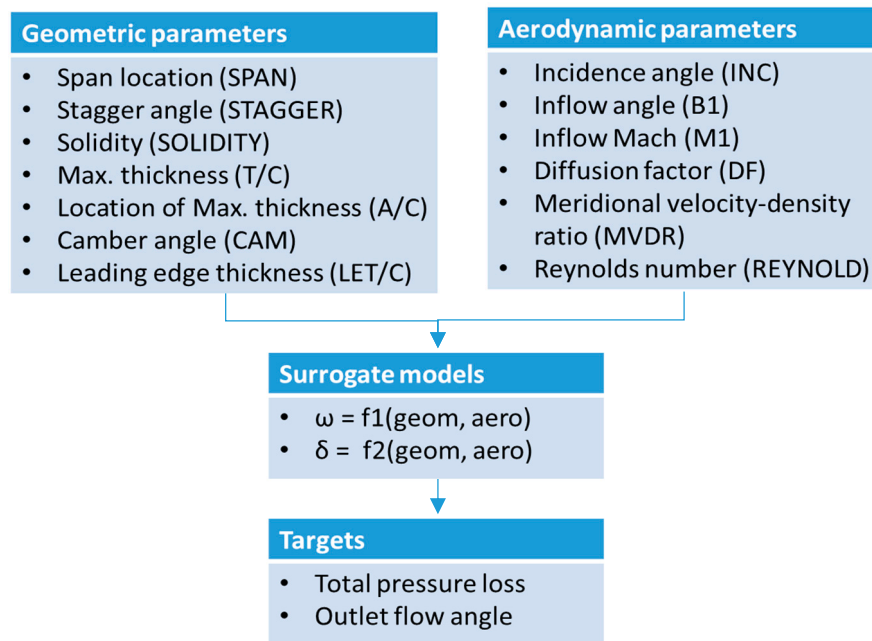 Geometric parameters
• Span location (SPAN)
• Stagger angle (STAGGER)
• Solidity (SOLIDITY)
• Max. thickness (T/C)
• Location of Max. thickness (A/C)
• Camber angle (CAM)
• Leading edge thickness (LET/C)
Aerodynamic parameters
• Incidence angle (INC)
• Inflow angle (B1)
• Inflow Mach (M1)
• Diffusion factor (DF)
• Meridional velocity-density
ratio (MVDR)
• Reynolds number (REYNOLD)
Surrogate models
• ω = f1(geom, aero)
• δ = f2(geom, aero)
Targets
• Total pressure loss
• Outlet flow angle